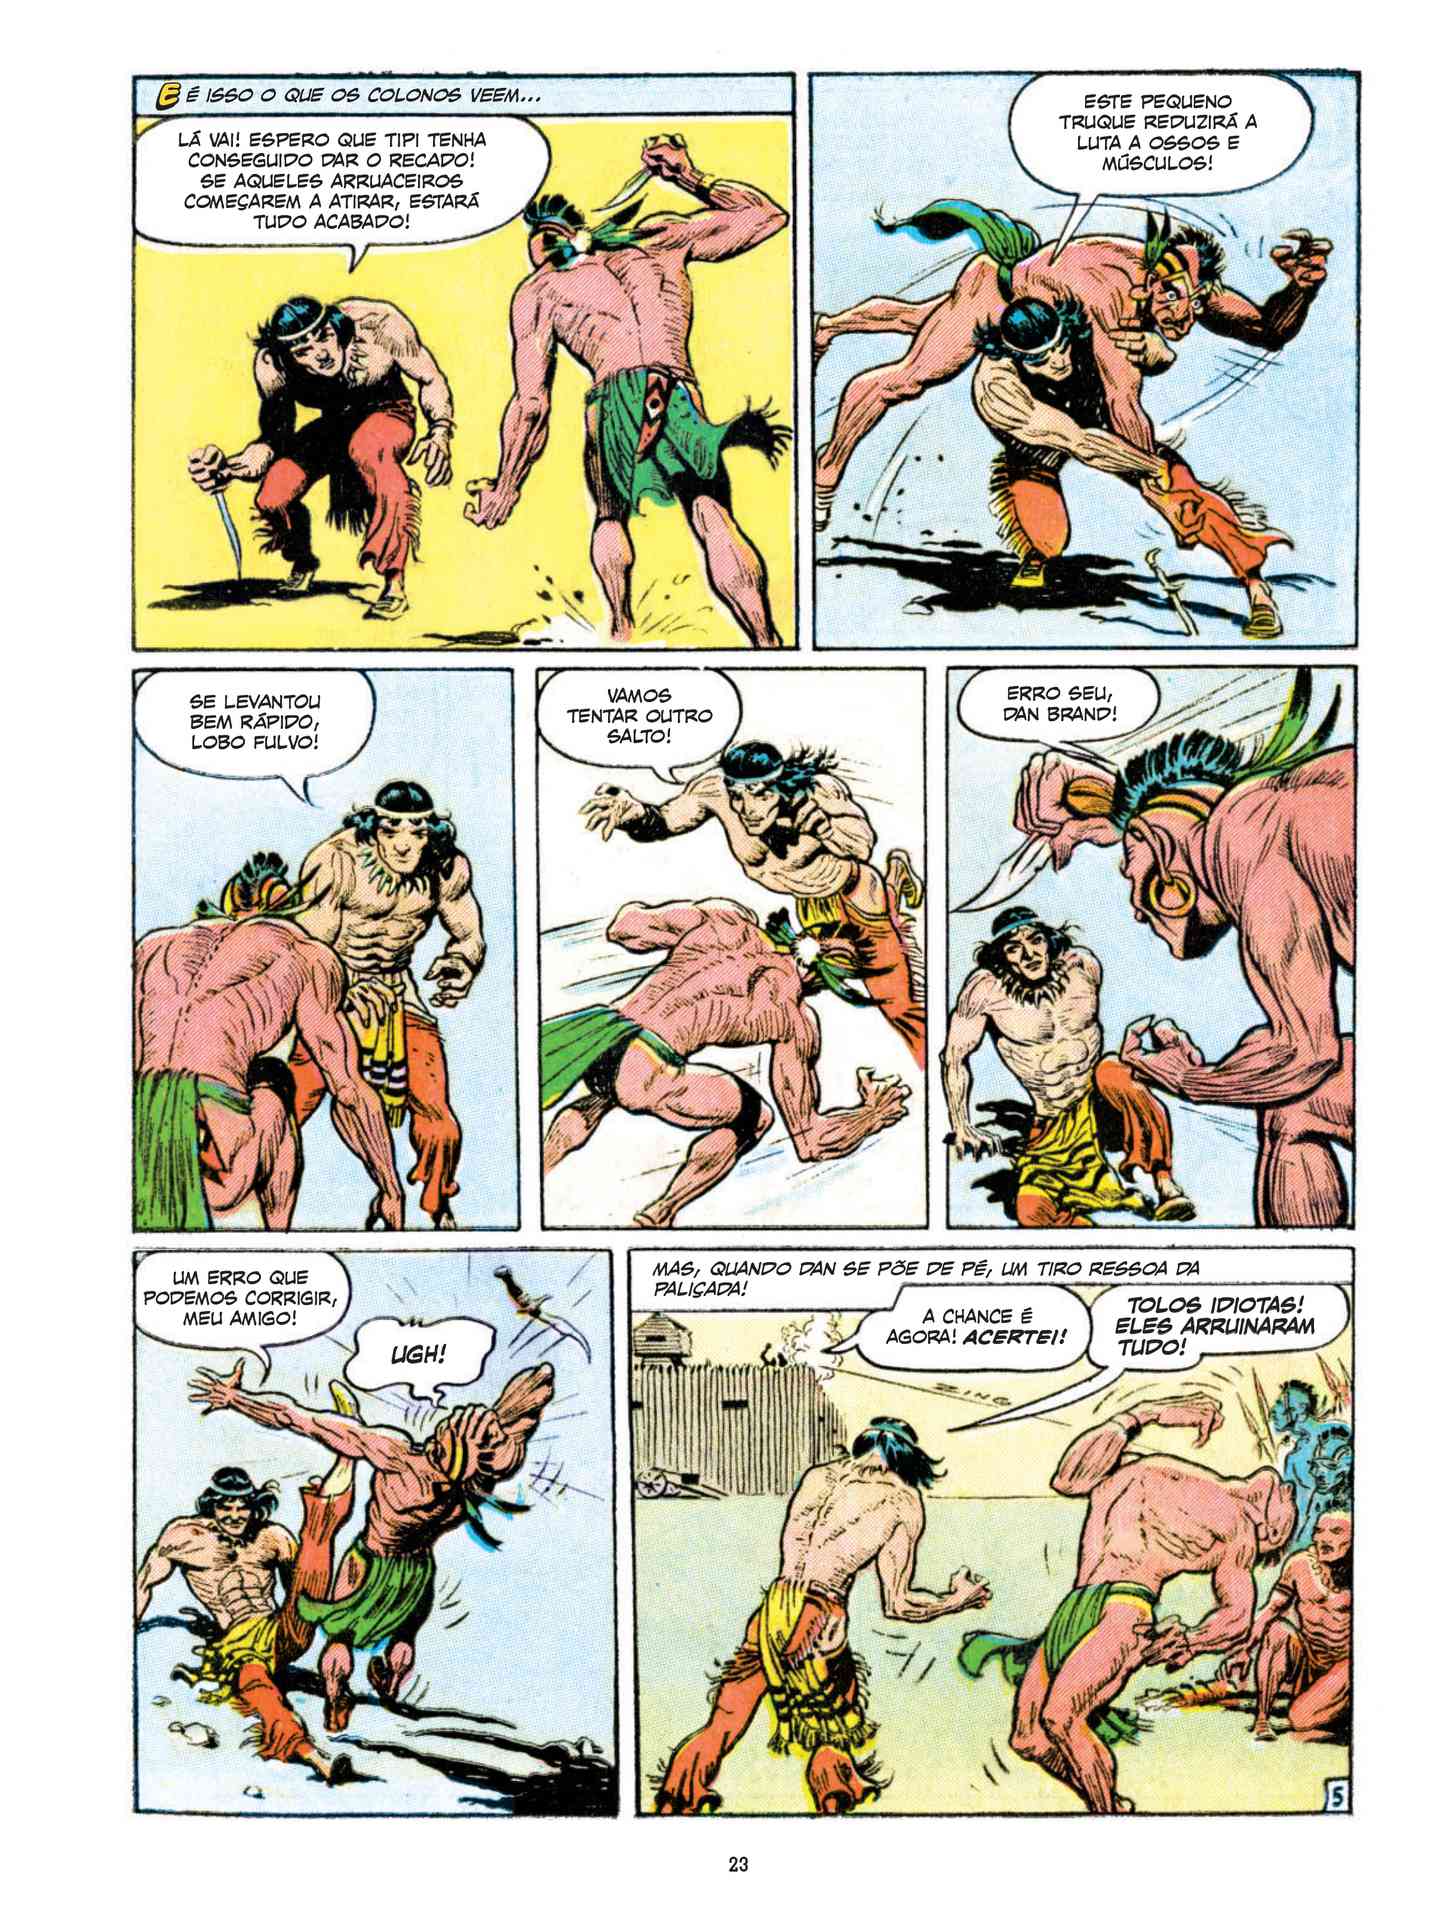 E É ISSO O QUE OS COLONOS VEEM...
LÁ VAI! ESPERO QUE TIPI TENHA
CONSEGUIDO DAR O RECADO!
SE AQUELES ARRUACEIROS
COMEÇAREM A ATIRAR, ESTARÁ
TUDO ACABADO!
ESTE PEQUENO
TRUQUE REDUZIRÁ A
LUTA A OSSOS E
MÚSCULOS!
SE LEVANTOU
BEM RÁPIDO,
LOBO FULVO!
VAMOS
TENTAR OUTRO
SALTO!
ERRO SEU,
DAN BRAND!
UM ERRO QUE
PODEMOS CORRIGIR,
MEU AMIGO!
UGH!
MAS, QUANDO DAN SE PÕE DE PÉ, UM TIRO RESSOA DA
PALIÇADA!
A CHANCE É
AGORA! ACERTEI!
TOLOS IDIOTAS!
ELES ARRUINARAM
TUDO!
ZING
5
23